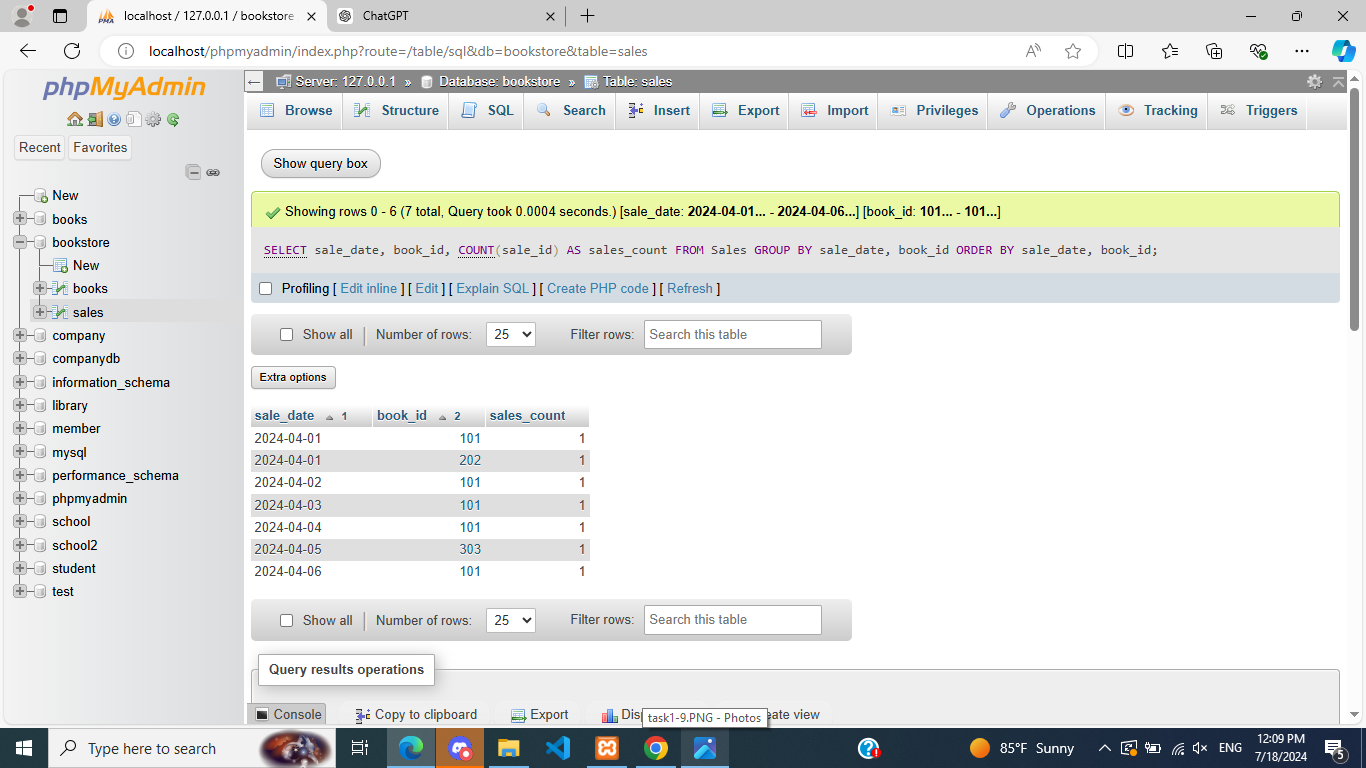 localhost / 127.0.0.1 / bookstore
ChatGPT
localhost/phpmyadmin/index.php?route=/table/sql&db=bookstore&table=sales
phpMyAdmin
Recent Favorites
New
books
bookstore
New
books
sales
company
companydb
information_schema
library
member
mysql
performance_schema
phpmyadmin
school
school2
student
test
Server: 127.0.0.1 » Database: bookstore » Table: sales
Browse Structure SQL Search Insert Export Import Privileges Operations Tracking Triggers
Show query box
Showing rows 0 - 6 (7 total, Query took 0.0004 seconds.) [sale_date: 2024-04-01... - 2024-04-06...] [book_id: 101... - 101...]
SELECT sale_date, book_id, COUNT(sale_id) AS sales_count FROM Sales GROUP BY sale_date, book_id ORDER BY sale_date, book_id;
Profiling [ Edit inline ] [ Edit ] [ Explain SQL ] [ Create PHP code ] [ Refresh ]
Show all Number of rows: 25 Filter rows: Search this table
Extra options
sale_date 1 book_id 2 sales_count
2024-04-01 101 1
2024-04-01 202 1
2024-04-02 101 1
2024-04-03 101 1
2024-04-04 101 1
2024-04-05 303 1
2024-04-06 101 1
Show all Number of rows: 25 Filter rows: Search this table
Query results operations
Console Copy to clipboard Export
task1-9.PNG - Photos
view
Type here to search
85°F Sunny
ENG
12:09 PM
7/18/2024
5